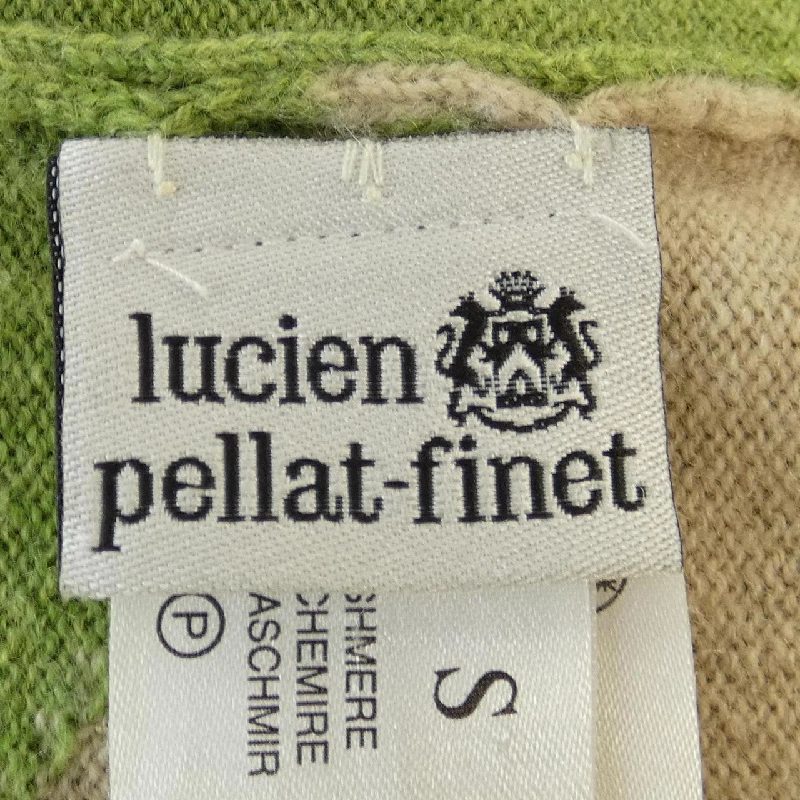 lucien
pellat-finet
P
ASCHMIR
CHEMIRE
SHMERE
S